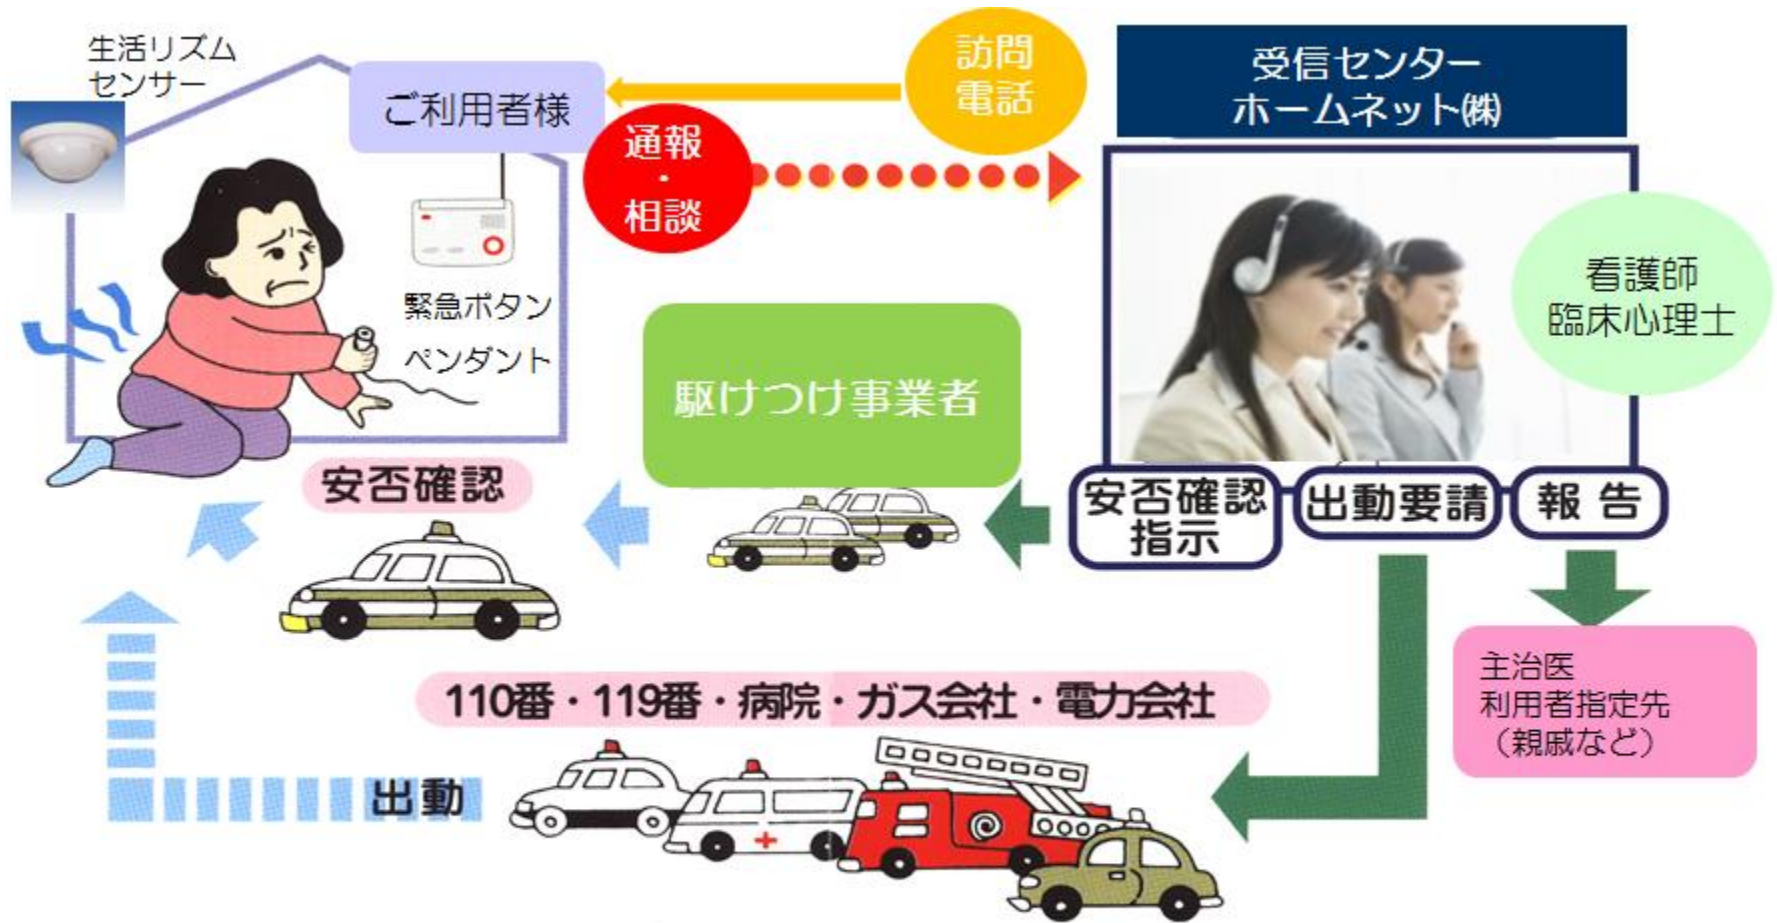 生活リズム
センサー
ご利用者様
訪問
電話
受信センター
ホームネット㈱
通報
・
相談
緊急ボタン
ペンダント
看護師
臨床心理士
駆けつけ事業者
安否確認
安否確認
指示
出動要請
報告
主治医
利用者指定先
（親戚など）
110番・119番・病院・ガス会社・電力会社
出動